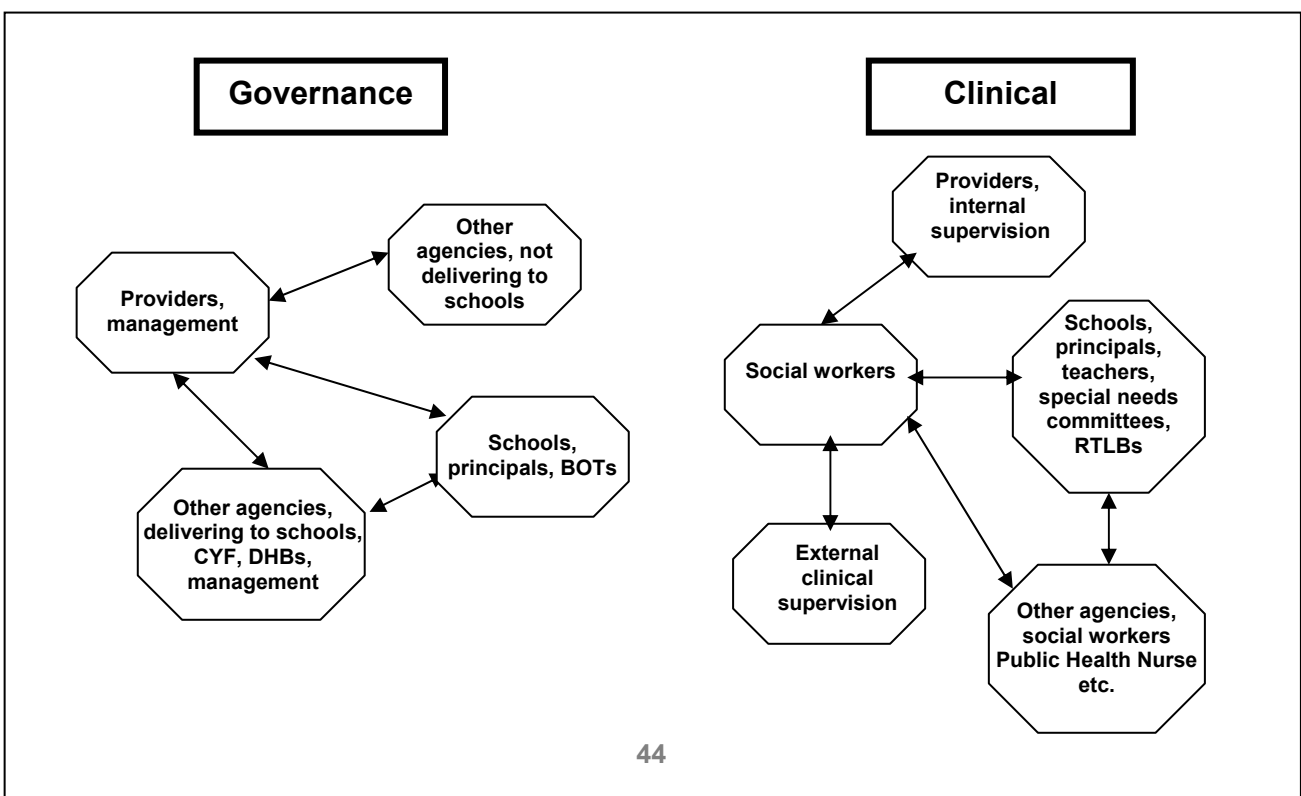 Governance
Other
agencies, not
delivering to
schools
Providers,
management
Schools,
principals, BOTs
Other agencies,
delivering to schools,
CYF, DHBs,
management
Clinical
Providers,
internal
supervision
Social workers
Schools,
principals,
teachers,
special needs
committees,
RTLBs
External
clinical
supervision
Other agencies,
social workers
Public Health Nurse
etc.
44